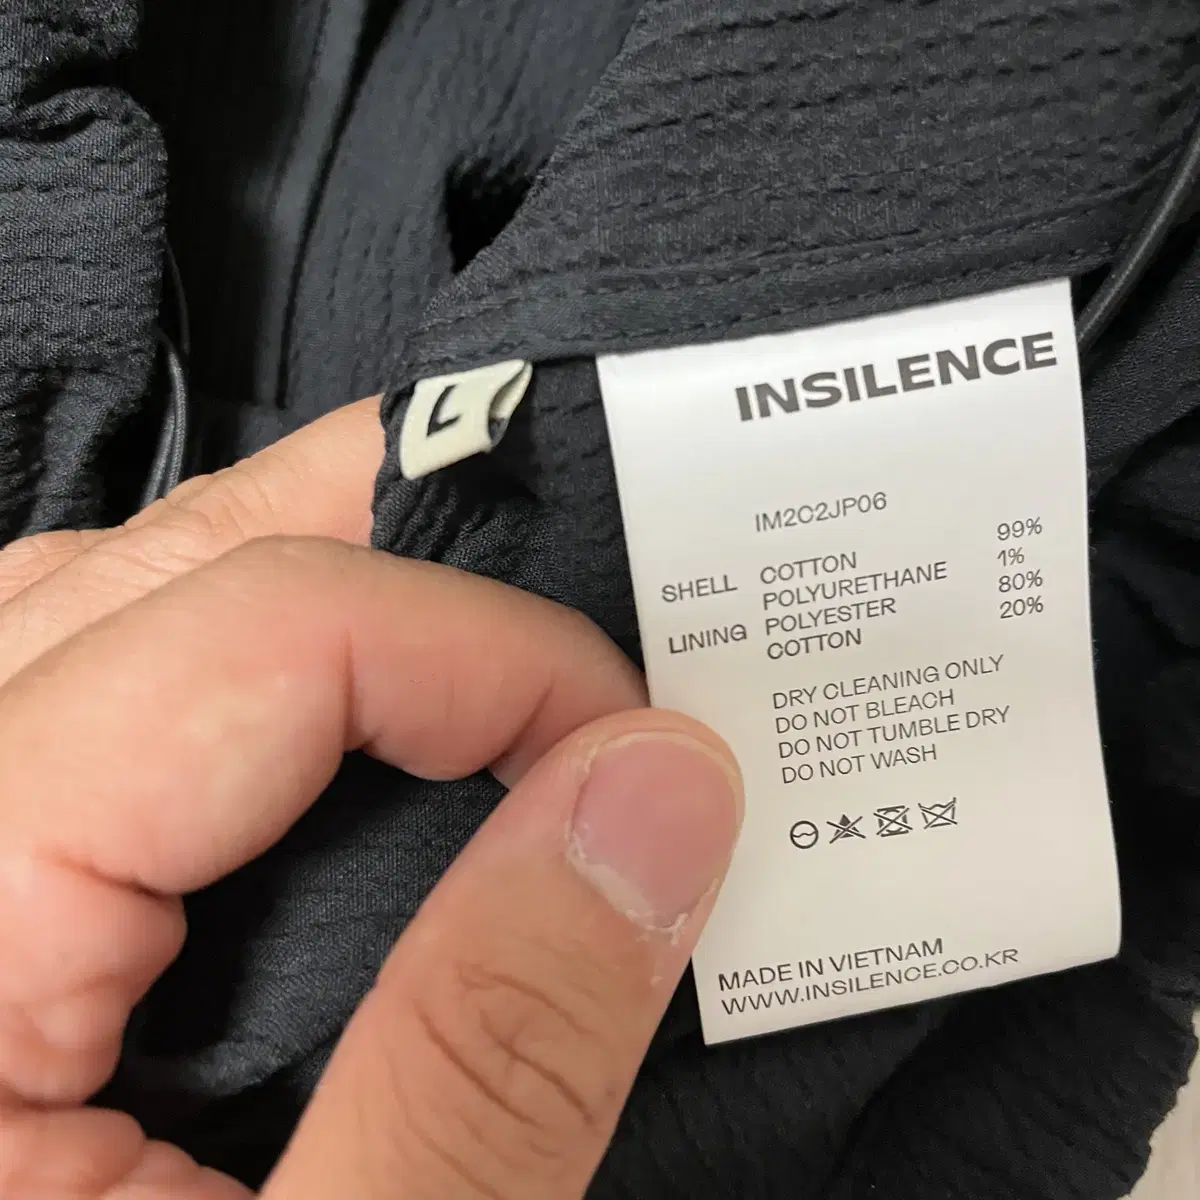 INSILENCE
L
IM2C2JP06
SHELL COTTON 99%
POLYURETHANE 1%
LINING POLYESTER 80%
COTTON 20%
DRY CLEANING ONLY
DO NOT BLEACH
DO NOT TUMBLE DRY
DO NOT WASH
MADE IN VIETNAM
WWW.INSILENCE.CO.KR